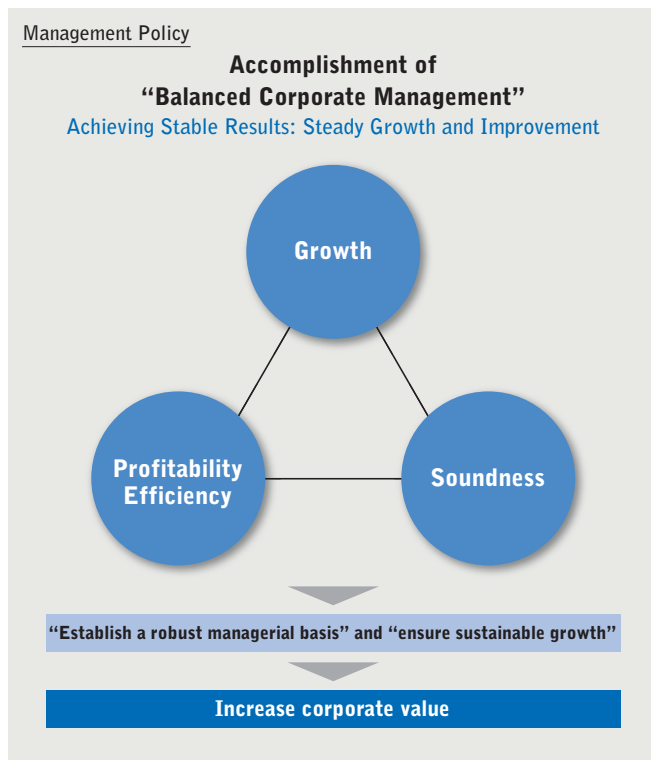 Management Policy
Accomplishment of
“Balanced Corporate Management”
Achieving Stable Results: Steady Growth and Improvement
Growth
Profitability
Efficiency
Soundness
“Establish a robust managerial basis” and “ensure sustainable growth”
Increase corporate value